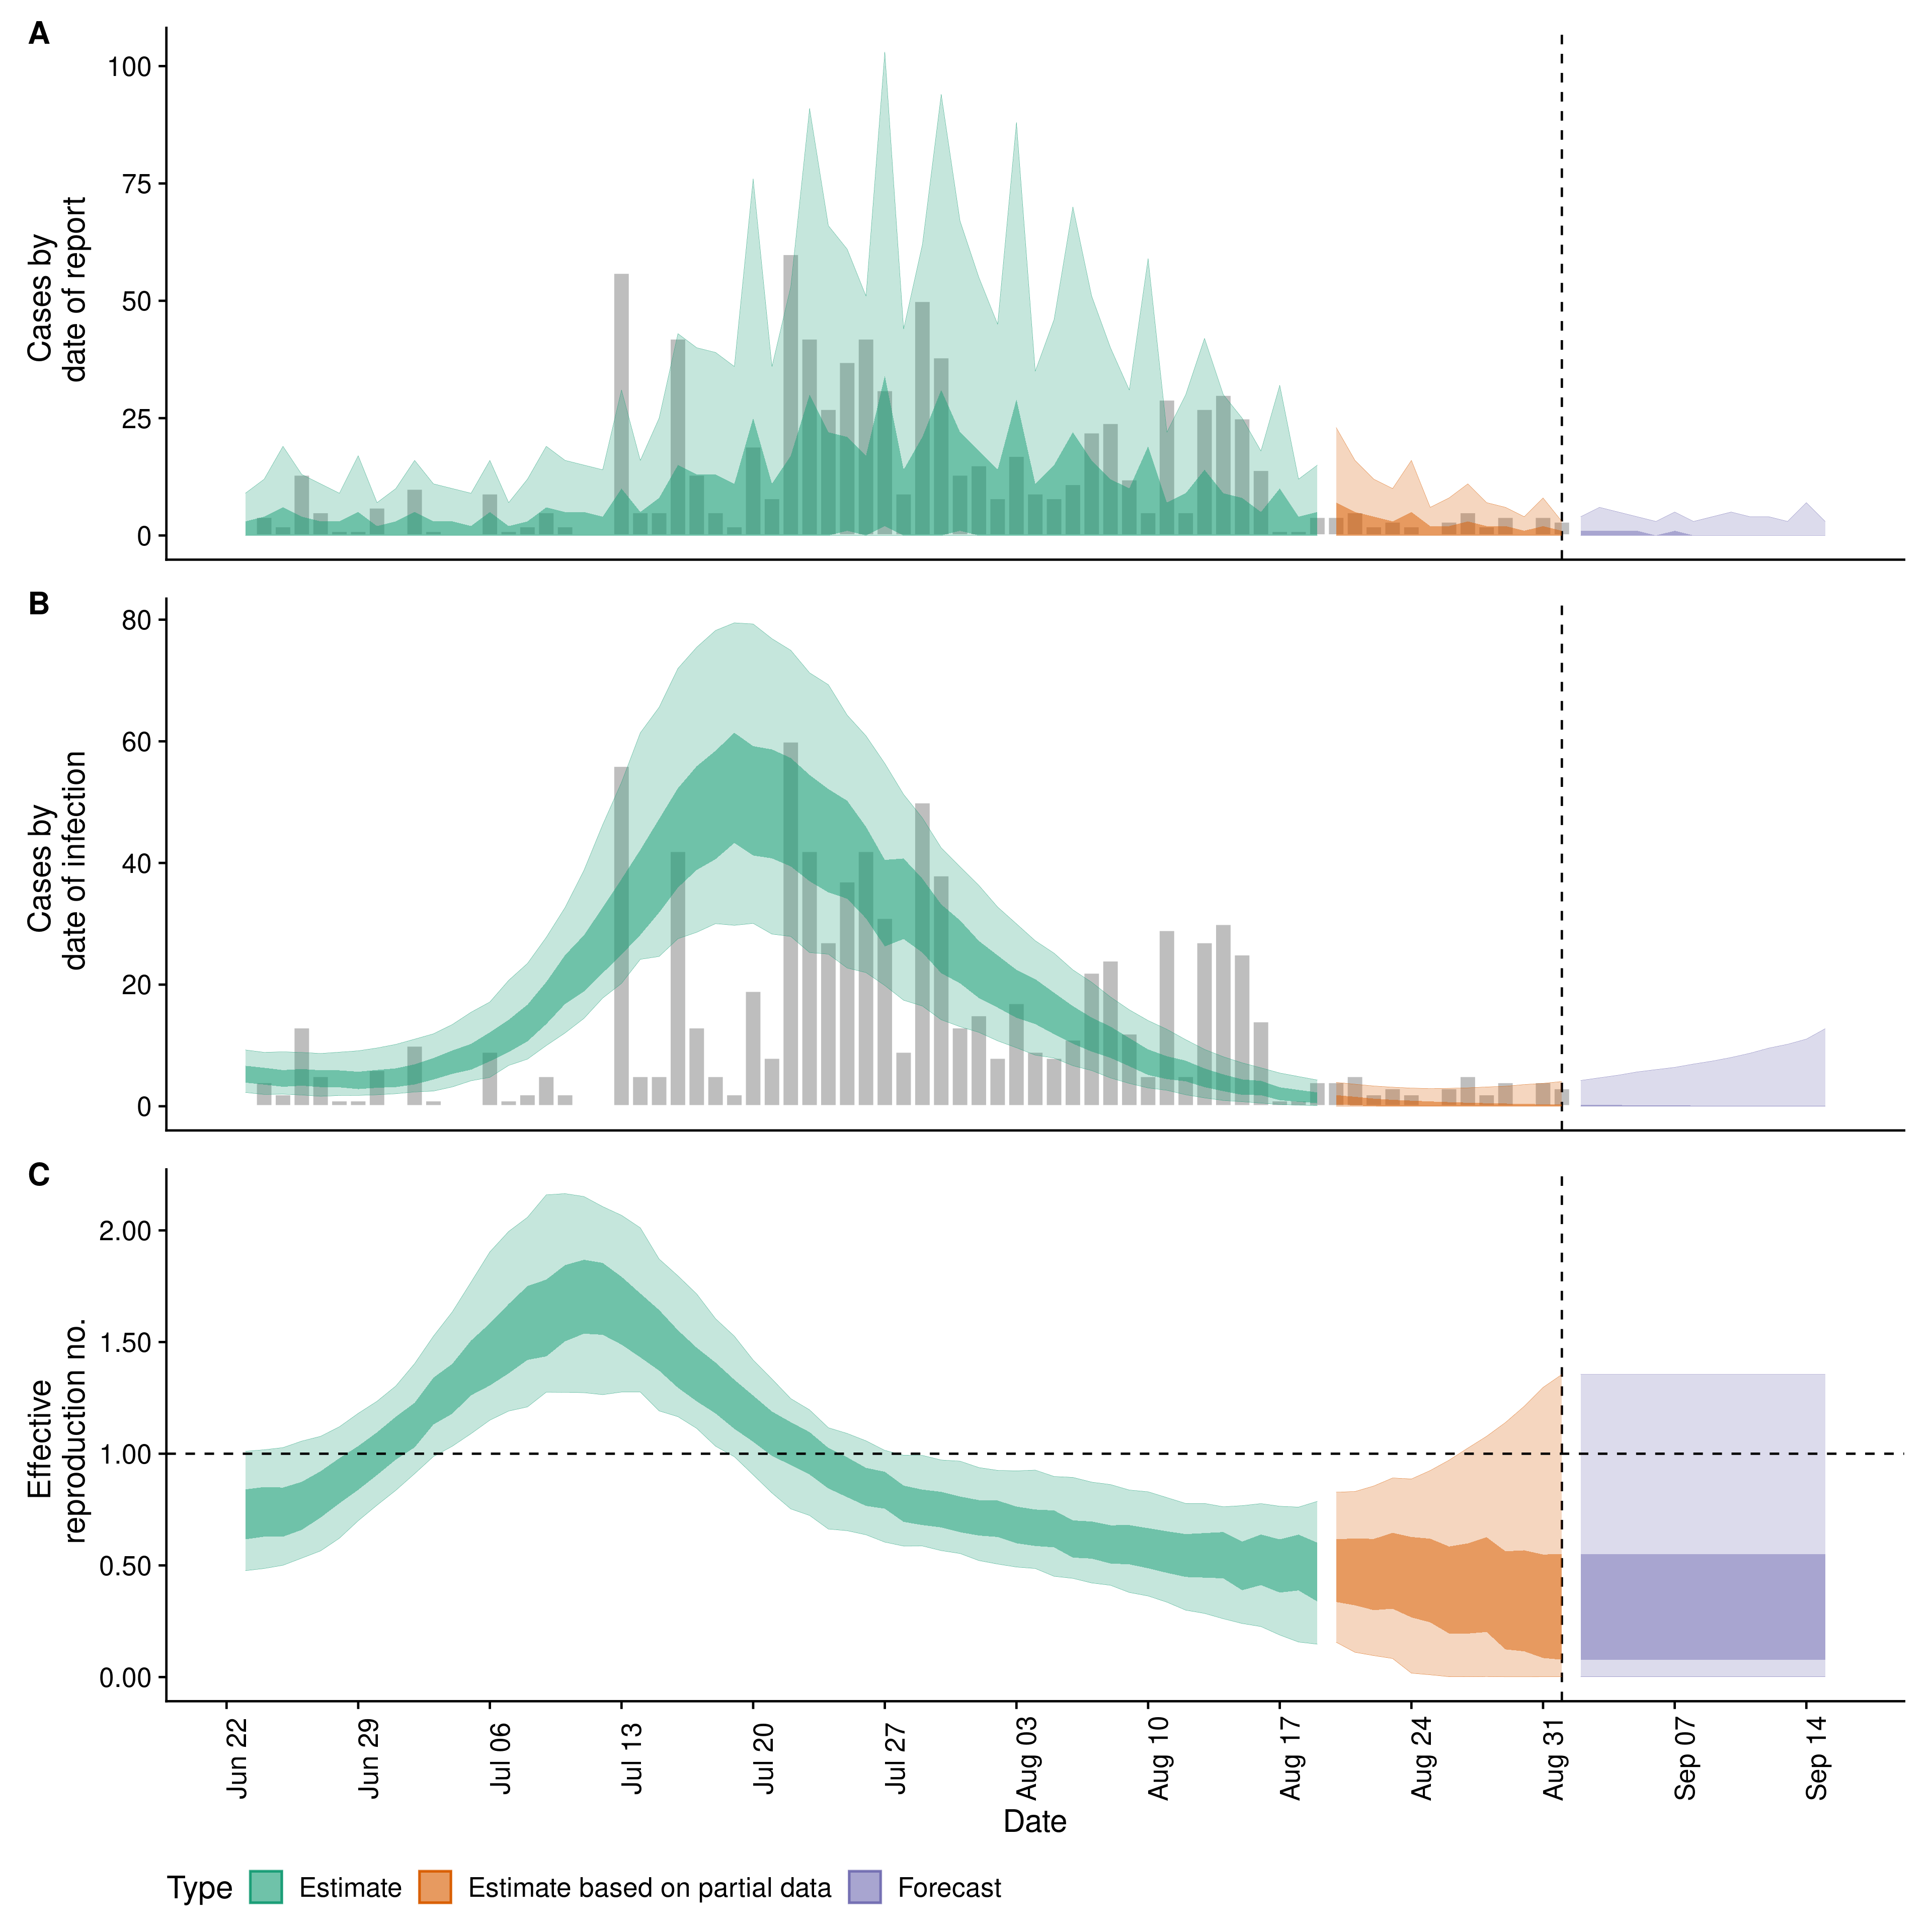 A
100
75
50
25
0
Cases by
date of report
B
80
60
40
20
0
Cases by
date of infection
C
2.00
1.50
1.00
0.50
0.00
Effective
reproduction no.
Jun 22
Jun 29
Jul 06
Jul 13
Jul 20
Jul 27
Aug 03
Aug 10
Aug 17
Aug 24
Aug 31
Sep 07
Sep 14
Date
Type Estimate Estimate based on partial data Forecast